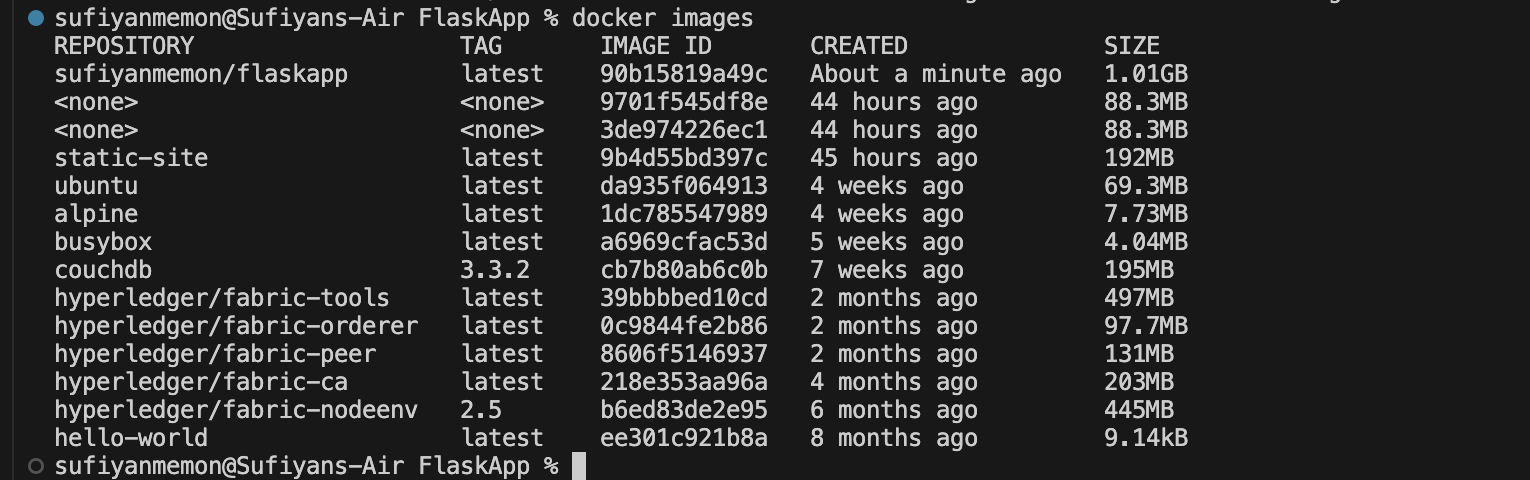 sufiyanmemon@Sufiyans-Air FlaskApp % docker images
REPOSITORY TAG IMAGE ID CREATED SIZE
sufiyanmemon/flaskapp latest 90b15819a49c About a minute ago 1.01GB
<none> <none> 9701f545df8e 44 hours ago 88.3MB
<none> <none> 3de974226ec1 44 hours ago 88.3MB
static-site latest 9b4d55bd397c 45 hours ago 192MB
ubuntu latest da935f064913 4 weeks ago 69.3MB
alpine latest 1dc785547989 4 weeks ago 7.73MB
busybox latest a6969cfac53d 5 weeks ago 4.04MB
couchdb 3.3.2 cb7b80ab6c0b 7 weeks ago 195MB
hyperledger/fabric-tools latest 39bbbbed10cd 2 months ago 497MB
hyperledger/fabric-orderer latest 0c9844fe2b86 2 months ago 97.7MB
hyperledger/fabric-peer latest 8606f5146937 2 months ago 131MB
hyperledger/fabric-ca latest 218e353aa96a 4 months ago 203MB
hyperledger/fabric-nodeenv 2.5 b6ed83de2e95 6 months ago 445MB
hello-world latest ee301c921b8a 8 months ago 9.14kB
sufiyanmemon@Sufiyans-Air FlaskApp %